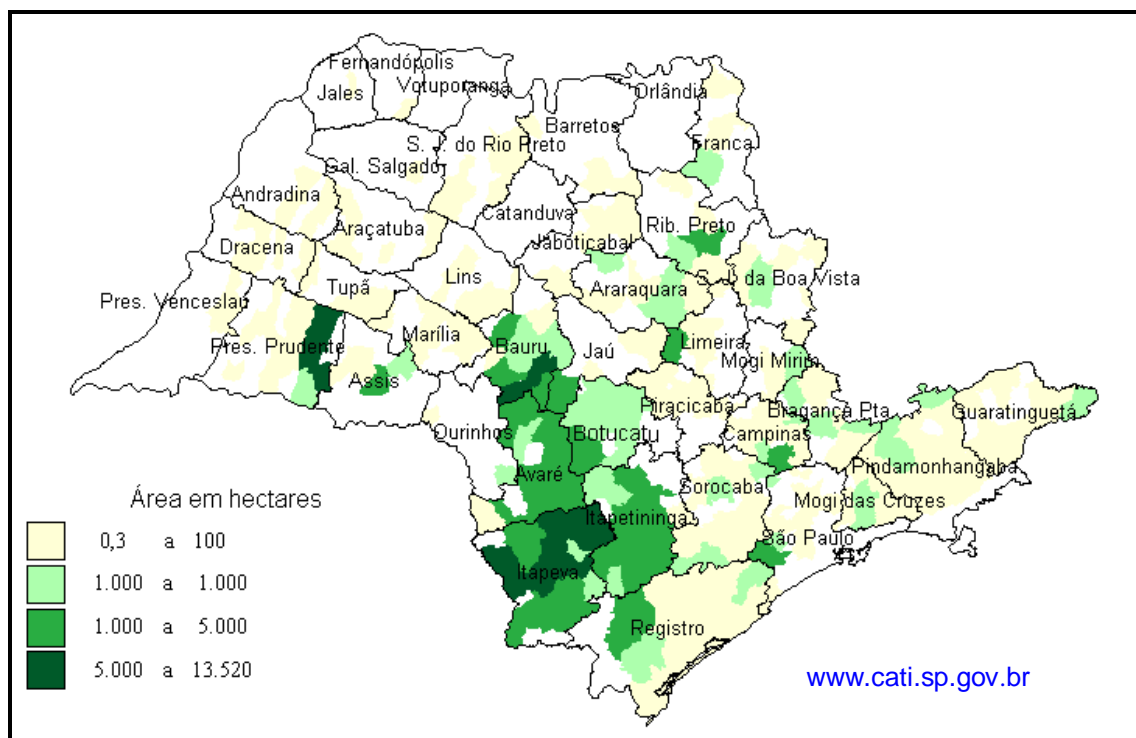 Fernandópolis
Votuporanga
Jales
Orlândia
Barretos
S. J. do Rio Preto
Franca
Gal. Salgado
Andradina
Catanduva
Araçatuba
Rib. Preto
Dracena
Jaboticabal
Lins
S. J. da Boa Vista
Tupã
Araraquara
Pres. Venceslau
Marília
Pres. Prudente
Bauru
Jaú
Limeira
Mogi Mirim
Assis
Piracicaba
Bragança Pta.
Guaratinguetá
Ourinhos
Botucatu
Campinas
Avaré
Pindamonhangaba
Sorocaba
Mogi das Cruzes
Itapetininga
São Paulo
Itapeva
Registro
Área em hectares
0,3 a 100
1.000 a 1.000
1.000 a 5.000
5.000 a 13.520
www.cati.sp.gov.br